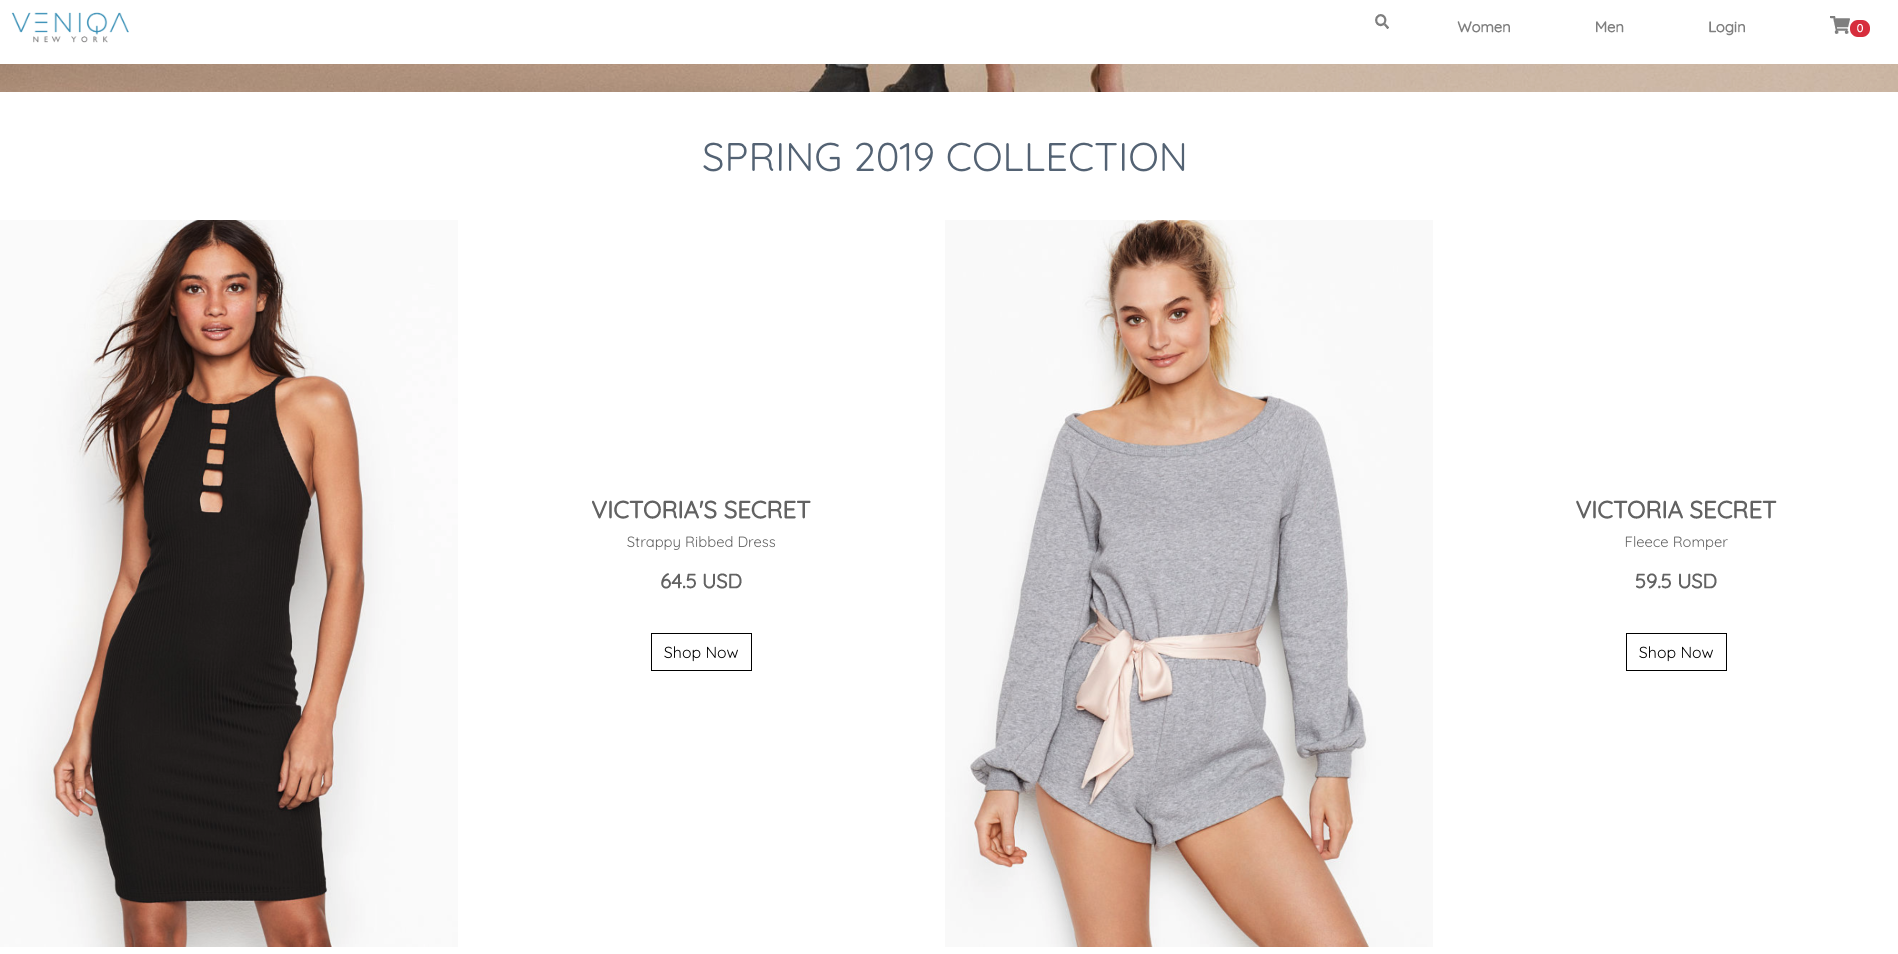 VENIQA
NEW YORK
Women
Men
Login
0
SPRING 2019 COLLECTION
VICTORIA'S SECRET
Strappy Ribbed Dress
64.5 USD
Shop Now
VICTORIA SECRET
Fleece Romper
59.5 USD
Shop Now